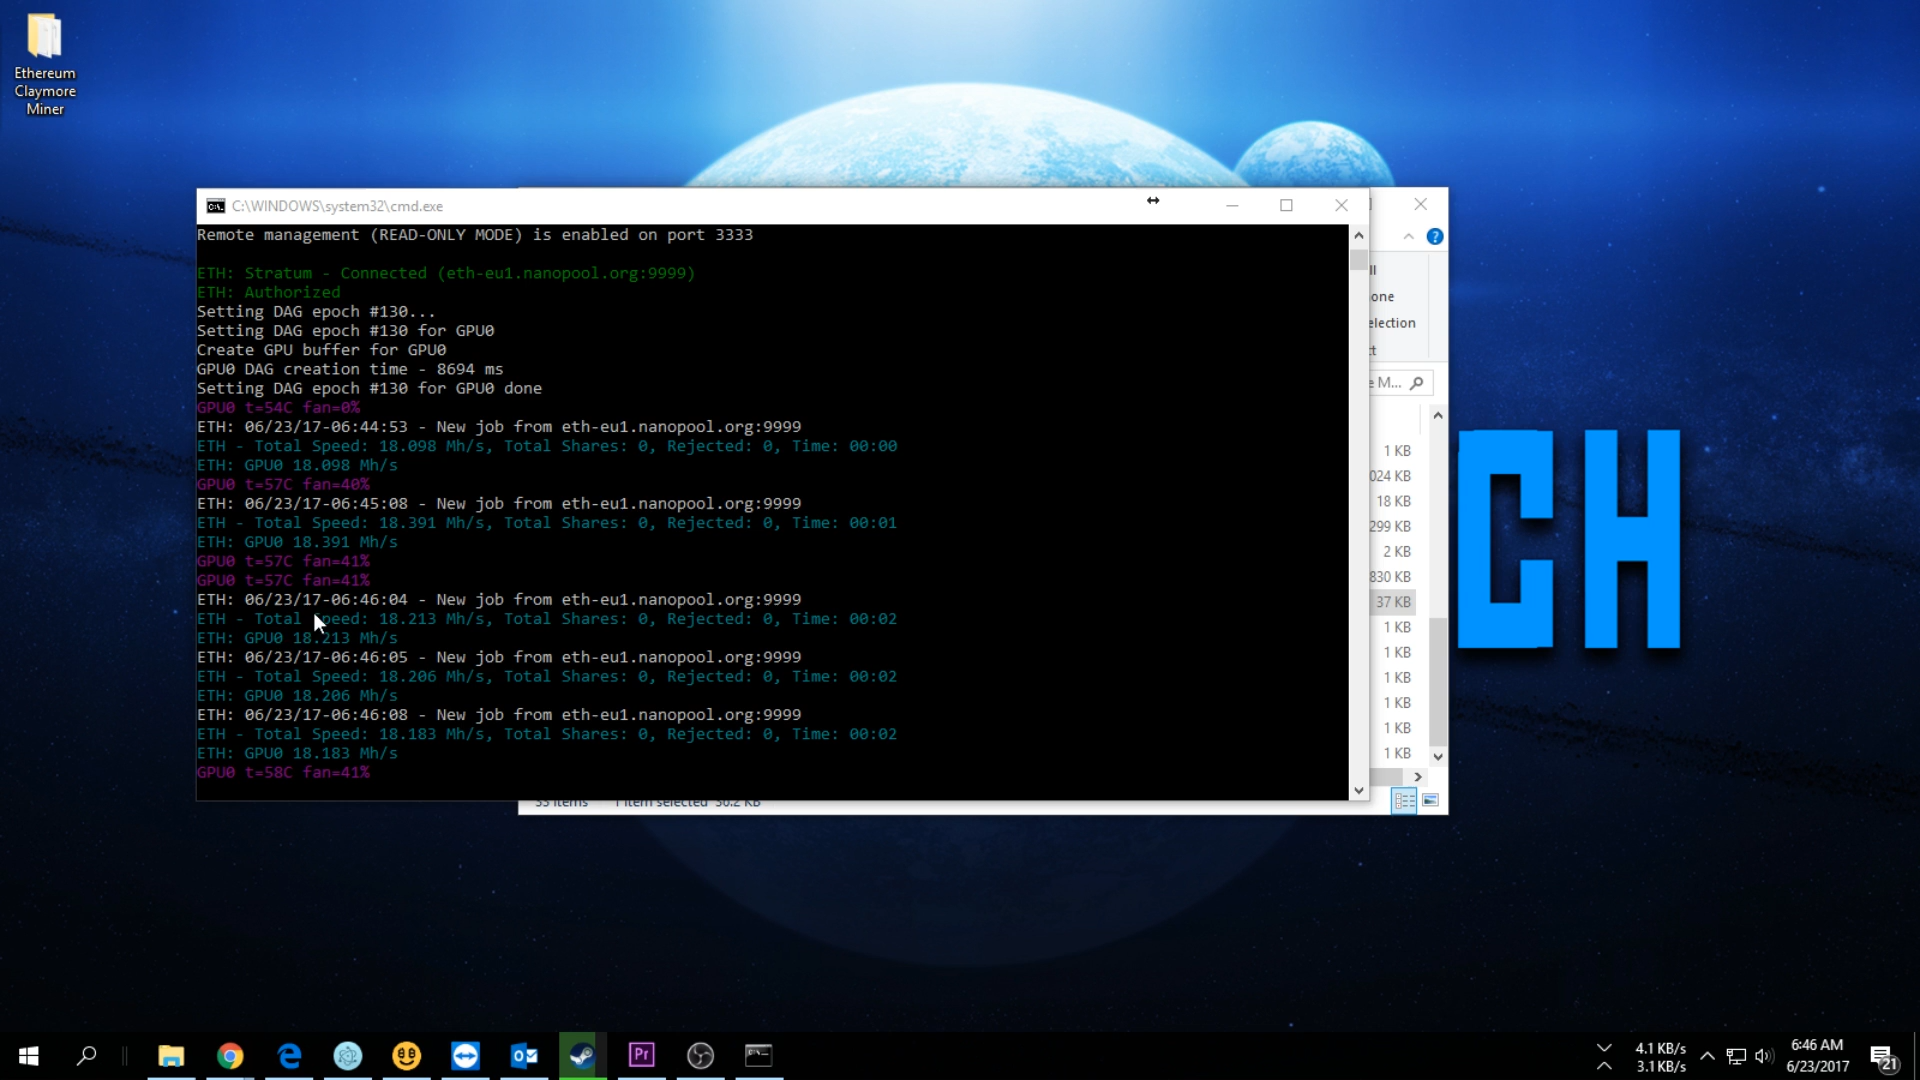 Ethereum
Claymore
Miner
C:\WINDOWS\system32\cmd.exe
Remote management (READ-ONLY MODE) is enabled on port 3333
ETH: Stratum - Connected (eth-eu1.nanopool.org:9999)
ETH: Authorized
Setting DAG epoch #130...
Setting DAG epoch #130 for GPU0
Create GPU buffer for GPU0
GPU0 DAG creation time - 8694 ms
Setting DAG epoch #130 for GPU0 done
GPU0 t=54C fan=0%
ETH: 06/23/17-06:44:53 - New job from eth-eu1.nanopool.org:9999
ETH - Total Speed: 18.098 Mh/s, Total Shares: 0, Rejected: 0, Time: 00:00
ETH: GPU0 18.098 Mh/s
GPU0 t=57C fan=40%
ETH: 06/23/17-06:45:08 - New job from eth-eu1.nanopool.org:9999
ETH - Total Speed: 18.391 Mh/s, Total Shares: 0, Rejected: 0, Time: 00:01
ETH: GPU0 18.391 Mh/s
GPU0 t=57C fan=41%
GPU0 t=57C fan=41%
ETH: 06/23/17-06:46:04 - New job from eth-eu1.nanopool.org:9999
ETH - Total Speed: 18.213 Mh/s, Total Shares: 0, Rejected: 0, Time: 00:02
ETH: GPU0 18.213 Mh/s
ETH: 06/23/17-06:46:05 - New job from eth-eu1.nanopool.org:9999
ETH - Total Speed: 18.206 Mh/s, Total Shares: 0, Rejected: 0, Time: 00:02
ETH: GPU0 18.206 Mh/s
ETH: 06/23/17-06:46:08 - New job from eth-eu1.nanopool.org:9999
ETH - Total Speed: 18.183 Mh/s, Total Shares: 0, Rejected: 0, Time: 00:02
ETH: GPU0 18.183 Mh/s
GPU0 t=58C fan=41%
ll
one
election
ct
e M...
1 KB
024 KB
18 KB
299 KB
2 KB
830 KB
37 KB
1 KB
1 KB
1 KB
1 KB
1 KB
1 KB
35 items 1 item selected 36.2 KB
CH
4.1 KB/s
3.1 KB/s
6:46 AM
6/23/2017
21